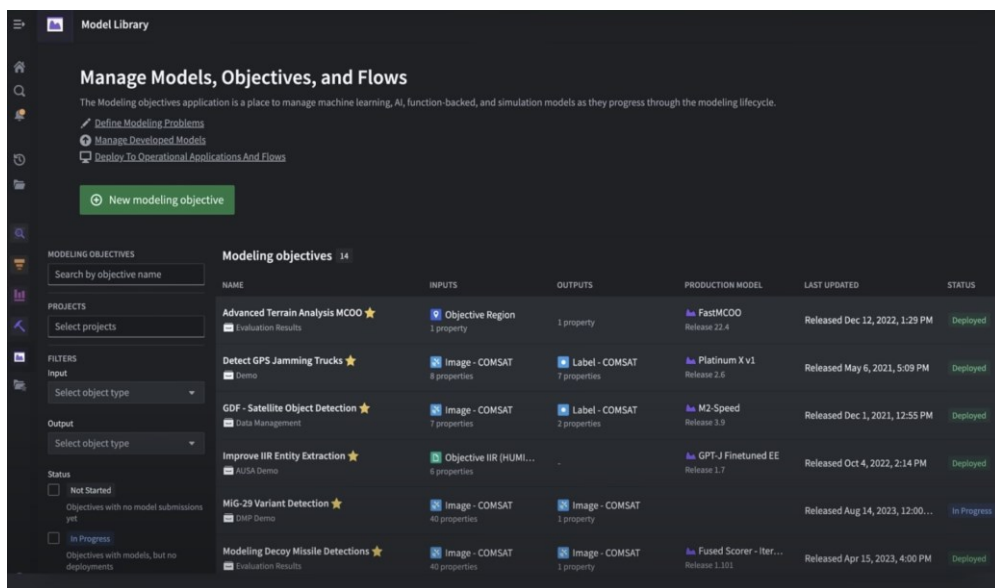 Model Library
Manage Models, Objectives, and Flows
The Modeling objectives application is a place to manage machine learning, AI, function-backed, and simulation models as they progress through the modeling lifecycle.
Define Modeling Problems
Manage Developed Models
Deploy To Operational Applications And Flows
New modeling objective
MODELING OBJECTIVES
Search by objective name
PROJECTS
Select projects
FILTERS
Input
Select object type
Output
Select object type
Status
Not Started
Objectives with no model submissions
yet
In Progress
Objectives with models, but no
deployments
Modeling objectives 14
NAME INPUTS OUTPUTS PRODUCTION MODEL LAST UPDATED STATUS
Advanced Terrain Analysis MCOO Objective Region 1 property FastMCOO Released Dec 12, 2022, 1:29 PM Deployed
Evaluation Results 1 property Release 22.4
Detect GPS Jamming Trucks Image - COMSAT Label - COMSAT Platinum X v1 Released May 6, 2021, 5:09 PM Deployed
Demo 8 properties 7 properties Release 2.6
GDF - Satellite Object Detection Image - COMSAT Label - COMSAT M2-Speed Released Dec 1, 2021, 12:55 PM Deployed
Data Management 7 properties 2 properties Release 3.9
Improve IIR Entity Extraction Objective IIR (HUMI... - GPT-J Finetuned EE Released Oct 4, 2022, 2:14 PM Deployed
AUSA Demo 6 properties Release 1.7
MiG-29 Variant Detection Image - COMSAT Image - COMSAT Released Aug 14, 2023, 12:00... In Progress
DMP Demo 40 properties 1 property
Modeling Decoy Missile Detections Image - COMSAT Image - COMSAT Fused Scorer - Iter... Released Apr 15, 2023, 4:00 PM Deployed
Evaluation Results 40 properties 1 property Release 1.101